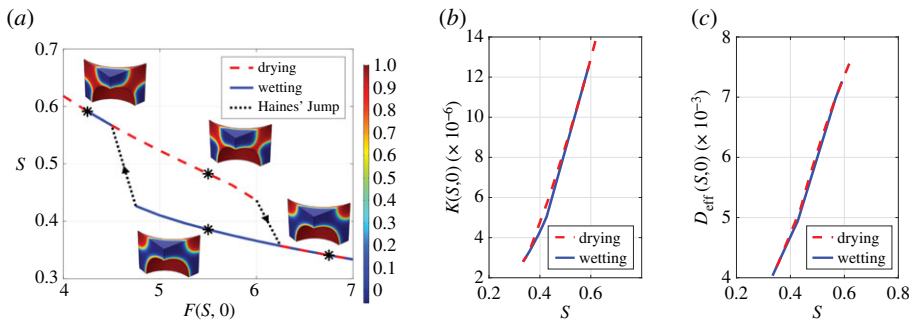 (a)
0.7
0.6
0.5
0.4
0.3
S
4
5
6
7
F(S, 0)
drying
wetting
Haines' Jump
1.0
0.9
0.8
0.7
0.6
0.5
0.4
0.3
0.2
0.1
0
(b)
14
12
10
8
6
4
2
K(S,0) (× 10⁻⁶)
0.2
0.4
0.6
0.8
S
drying
wetting
(c)
8
7
6
5
4
D_eff (S,0) (× 10⁻³)
0.2
0.4
0.6
0.8
S
drying
wetting